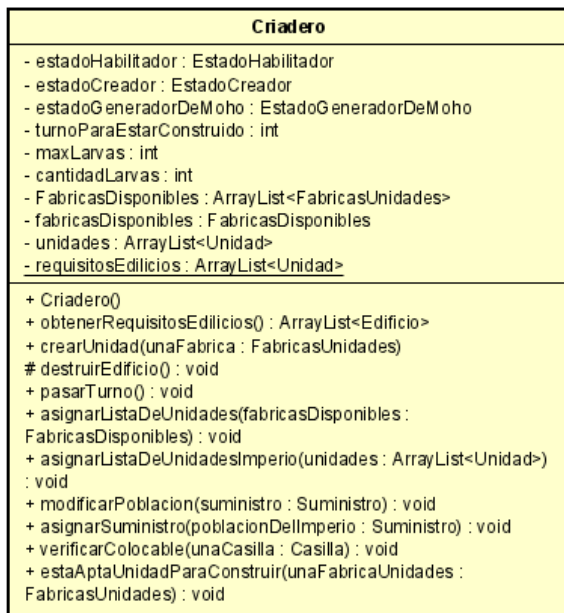 Criadero
- estadoHabilitador : EstadoHabilitador
- estadoCreador : EstadoCreador
- estadoGeneradorDeMoho : EstadoGeneradorDeMoho
- turnoParaEstarConstruido : int
- maxLarvas : int
- cantidadLarvas : int
- FabricasDisponibles : ArrayList<FabricasUnidades>
- fabricasDisponibles : FabricasDisponibles
- unidades : ArrayList<Unidad>
- requisitosEdilicios : ArrayList<Unidad>
+ Criadero()
+ obtenerRequisitosEdilicios() : ArrayList<Edificio>
+ crearUnidad(unaFabrica : FabricasUnidades)
# destruirEdificio() : void
+ pasarTurno() : void
+ asignarListaDeUnidades(fabricasDisponibles :
FabricasDisponibles) : void
+ asignarListaDeUnidadesImperio(unidades : ArrayList<Unidad>)
: void
+ modificarPoblacion(suministro : Suministro) : void
+ asignarSuministro(poblacionDelImperio : Suministro) : void
+ verificarColocable(unaCasilla : Casilla) : void
+ estaAptaUnidadParaConstruir(unaFabricaUnidades :
FabricasUnidades) : void